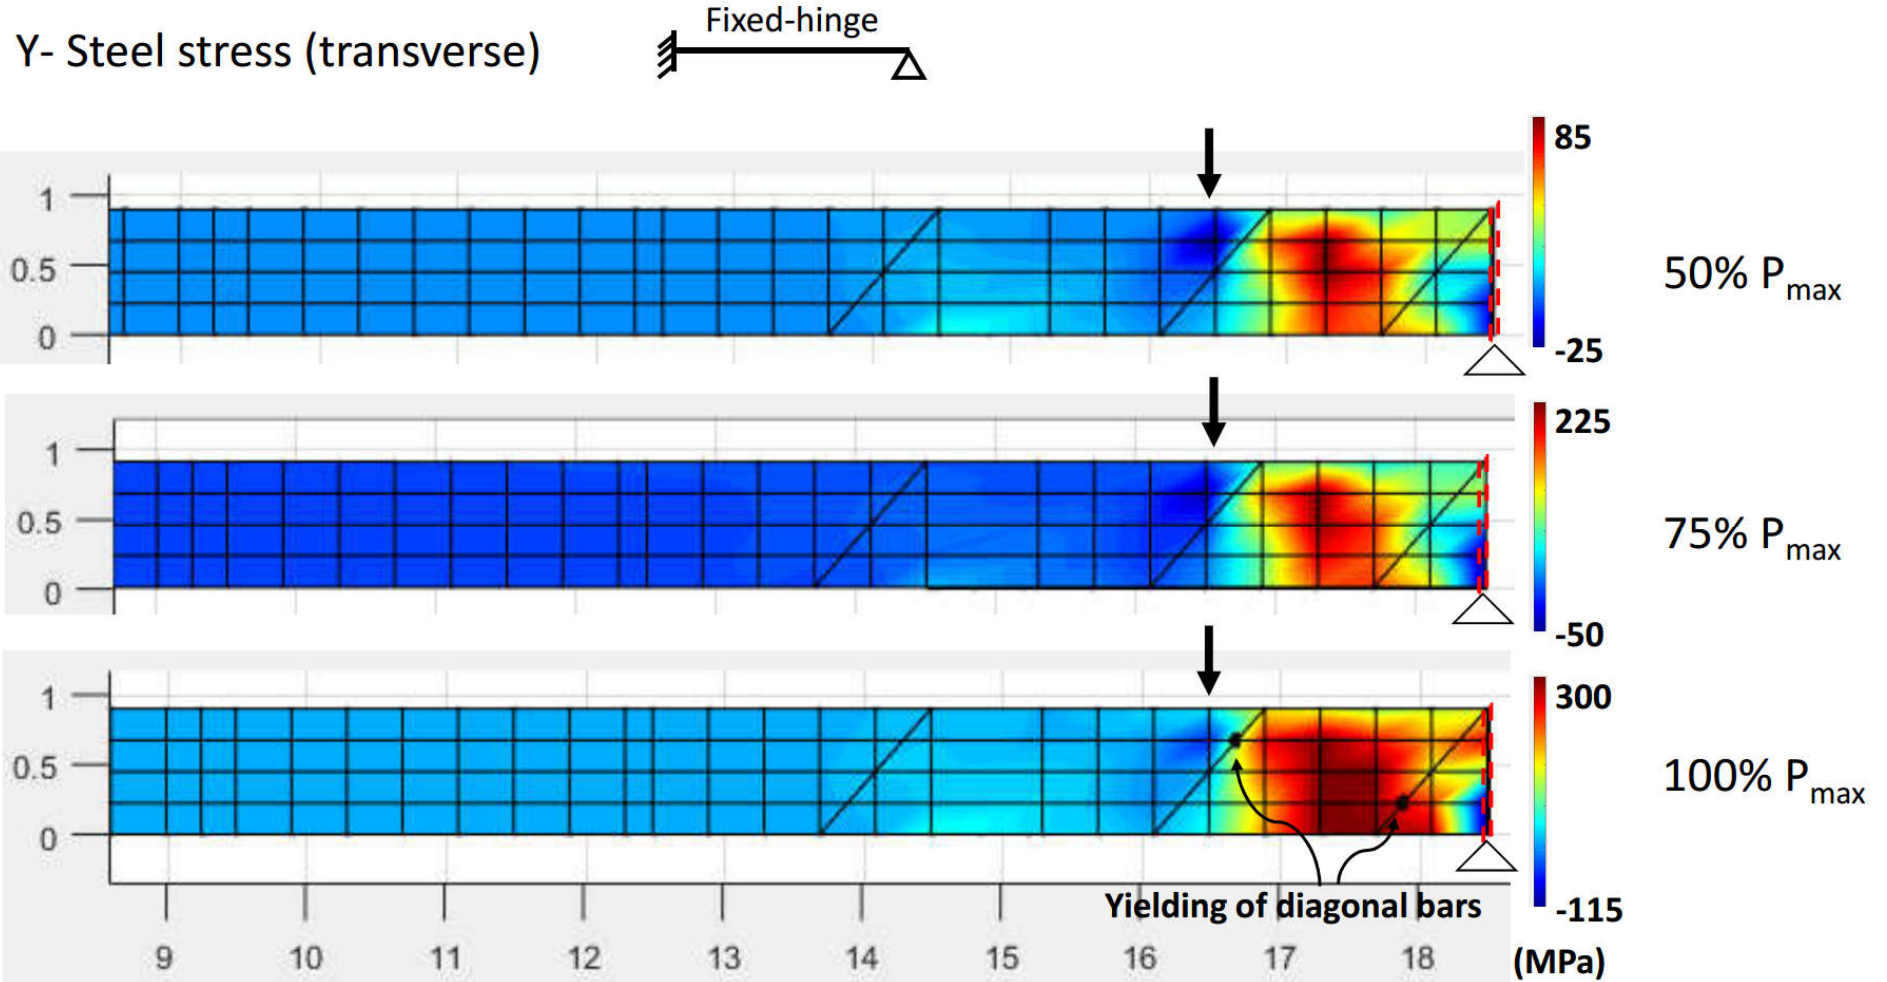 Fixed-hinge
Y- Steel stress (transverse)
85
1
0.5
0
-25
50% Pmax
225
1
0.5
0
-50
75% Pmax
300
1
0.5
0
-115
100% Pmax
Yielding of diagonal bars
9 10 11 12 13 14 15 16 17 18 (MPa)